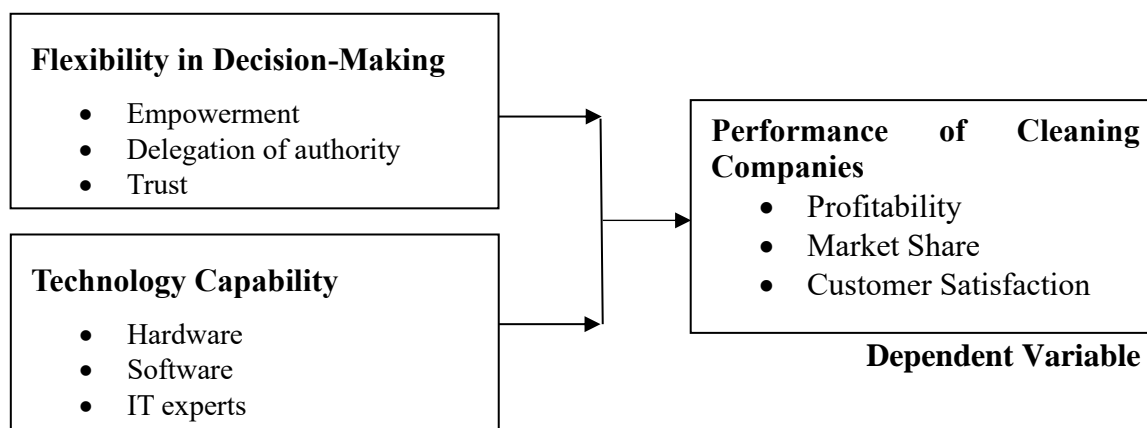 Flexibility in Decision-Making
• Empowerment
• Delegation of authority
• Trust
Technology Capability
• Hardware
• Software
• IT experts
Performance of Cleaning
Companies
• Profitability
• Market Share
• Customer Satisfaction
Dependent Variable